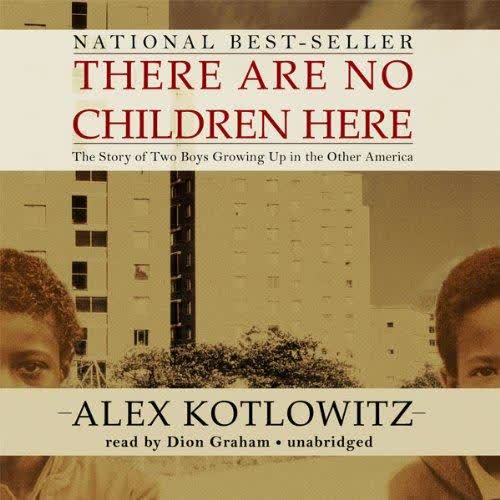 NATIONAL BEST-SELLER
THERE ARE NO
CHILDREN HERE
The Story of Two Boys Growing Up in the Other America
–ALEX KOTLOWITZ–
read by Dion Graham • unabridged